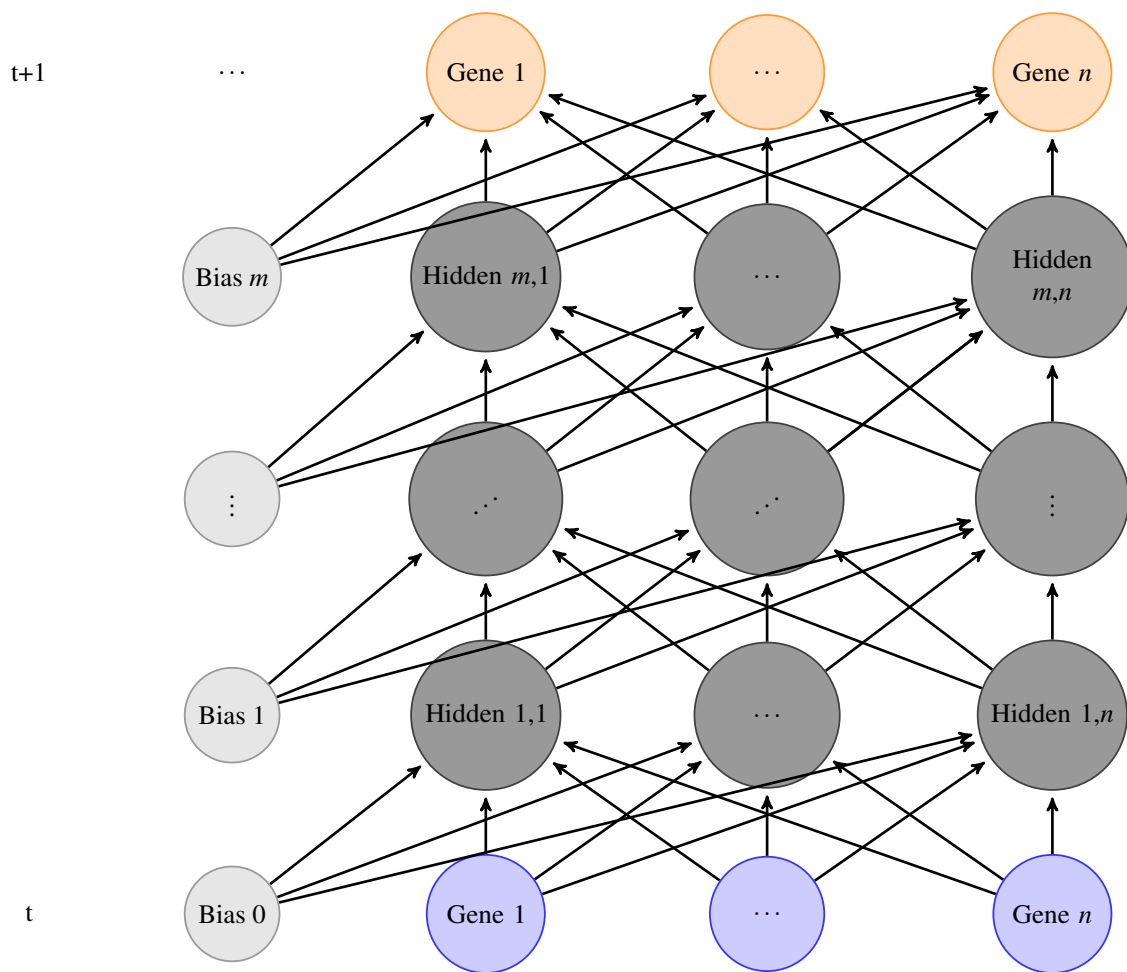 t+1
⋯
Gene 1
⋯
Gene n
Bias m
Hidden m,1
⋯
Hidden
m,n
⋮
⋰
⋰
⋮
Bias 1
Hidden 1,1
⋯
Hidden 1,n
t
Bias 0
Gene 1
⋯
Gene n